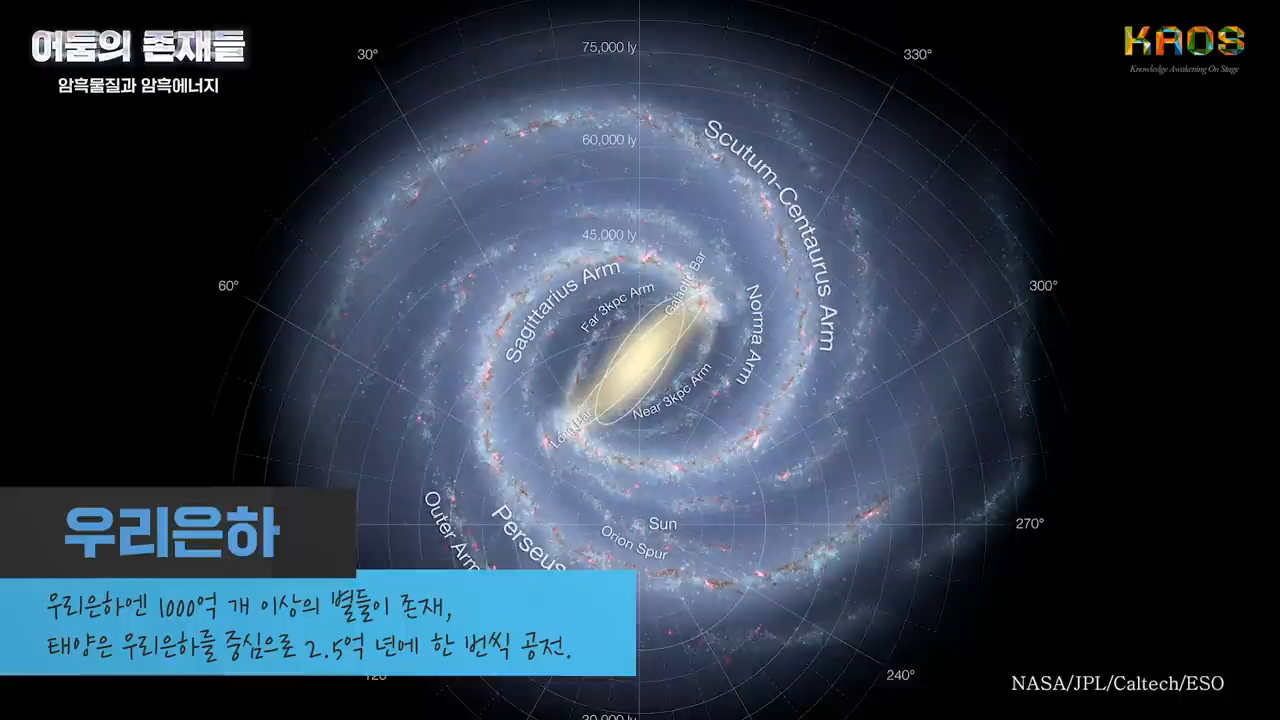 어둠의 존재들
암흑물질과 암흑에너지
KAOS
Knowledge Awakening On Stage
30°
75,000 ly
330°
60,000 ly
Scutum-Centaurus Arm
45,000 ly
Sagittarius Arm
Far 3kpc Arm
Galactic Bar
60°
300°
Norma Arm
Near 3kpc Arm
Long Bar
Outer Arm
Perseus
Sun
Orion Spur
270°
우리은하
우리은하엔 1000억 개 이상의 별들이 존재,
태양은 우리은하를 중심으로 2.5억 년에 한 번씩 공전.
120
240°
NASA/JPL/Caltech/ESO
30,000 ly